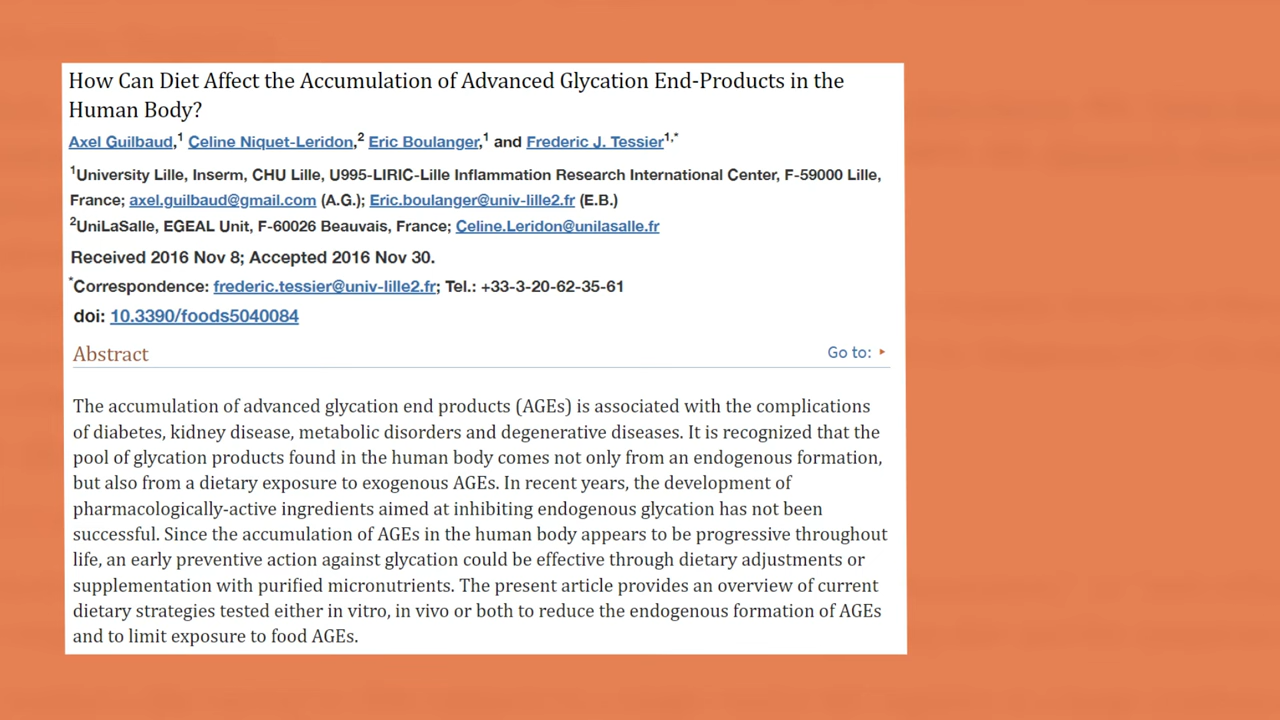 How Can Diet Affect the Accumulation of Advanced Glycation End-Products in the
Human Body?
Axel Guilbaud,1 Celine Niquet-Leridon,2 Eric Boulanger,1 and Frederic J. Tessier1,*
1University Lille, Inserm, CHU Lille, U995-LIRIC-Lille Inflammation Research International Center, F-59000 Lille,
France; axel.guilbaud@gmail.com (A.G.); Eric.boulanger@univ-lille2.fr (E.B.)
2UniLaSalle, EGEAL Unit, F-60026 Beauvais, France; Celine.Leridon@unilasalle.fr
Received 2016 Nov 8; Accepted 2016 Nov 30.
*Correspondence: frederic.tessier@univ-lille2.fr; Tel.: +33-3-20-62-35-61
doi: 10.3390/foods5040084
Abstract Go to: ▸
The accumulation of advanced glycation end products (AGEs) is associated with the complications
of diabetes, kidney disease, metabolic disorders and degenerative diseases. It is recognized that the
pool of glycation products found in the human body comes not only from an endogenous formation,
but also from a dietary exposure to exogenous AGEs. In recent years, the development of
pharmacologically-active ingredients aimed at inhibiting endogenous glycation has not been
successful. Since the accumulation of AGEs in the human body appears to be progressive throughout
life, an early preventive action against glycation could be effective through dietary adjustments or
supplementation with purified micronutrients. The present article provides an overview of current
dietary strategies tested either in vitro, in vivo or both to reduce the endogenous formation of AGEs
and to limit exposure to food AGEs.